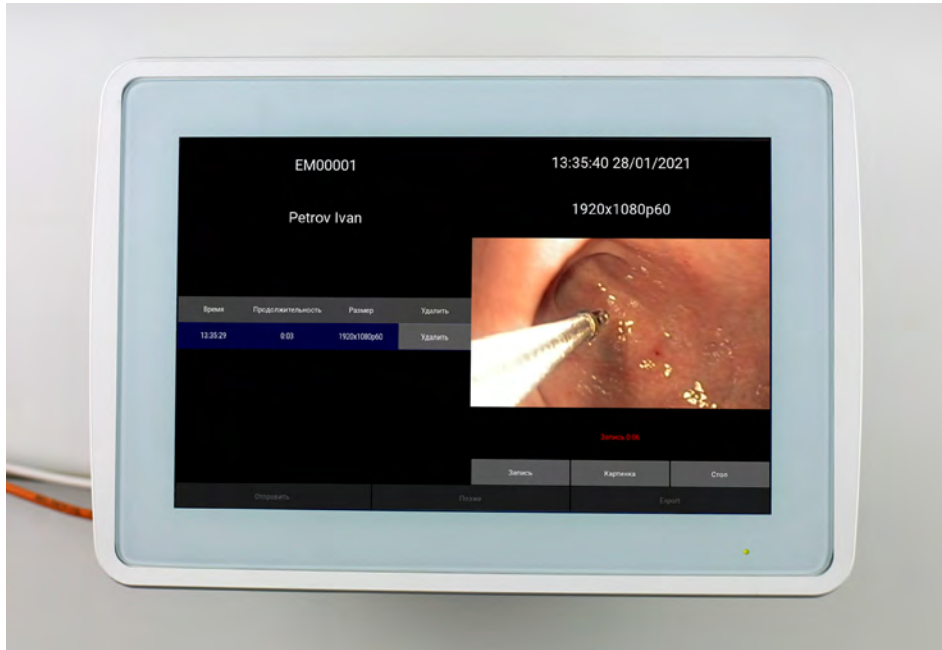 EM00001
13:35:40 28/01/2021
Petrov Ivan
1920x1080p60
Время Продолжительность Размер Удалить
13:35:29 0:03 1920x1080p60 Удалить
Запись 0:06
Запись Картинка Стоп
Отправить Позже Export